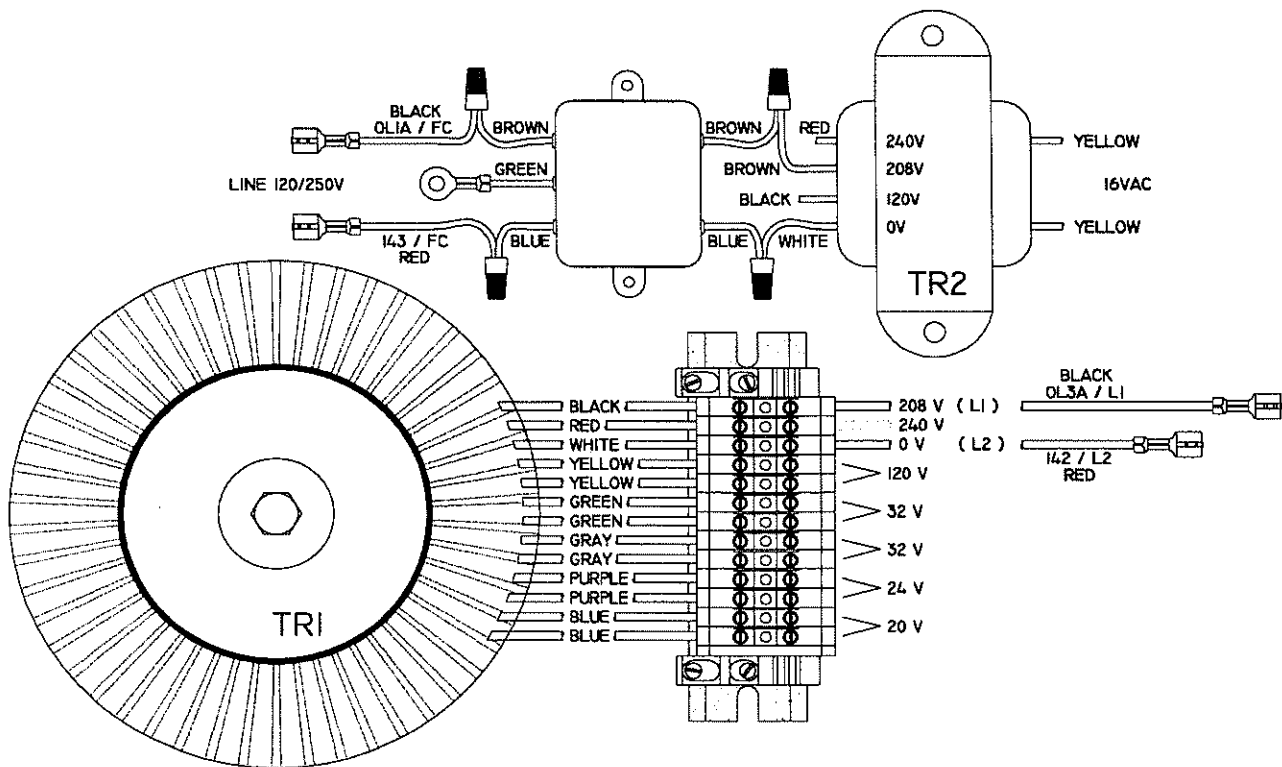 BLACK
OL1A / FC
BROWN
BROWN
RED
240V
YELLOW
GREEN
BROWN
208V
LINE 120/250V
16VAC
BLACK
120V
0V
143 / FC
RED
BLUE
BLUE
WHITE
YELLOW
TR2
BLACK
OL3A / L1
BLACK
208 V ( L1 )
RED
240 V
WHITE
0 V ( L2 )
142 / L2
RED
YELLOW
120 V
YELLOW
GREEN
32 V
GREEN
GRAY
32 V
GRAY
PURPLE
24 V
PURPLE
BLUE
20 V
BLUE
TR1